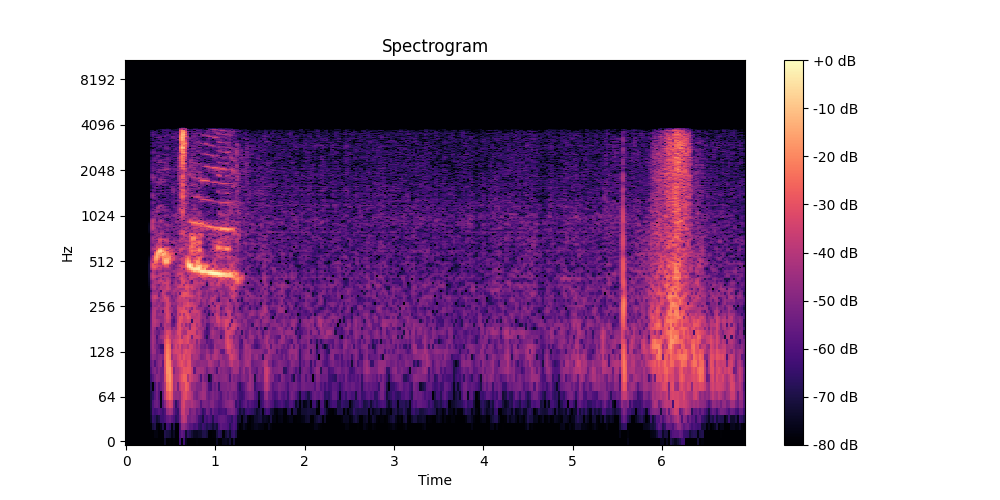 Spectrogram
8192
4096
2048
1024
512
256
128
64
0
Hz
0 1 2 3 4 5 6
Time
+0 dB
-10 dB
-20 dB
-30 dB
-40 dB
-50 dB
-60 dB
-70 dB
-80 dB